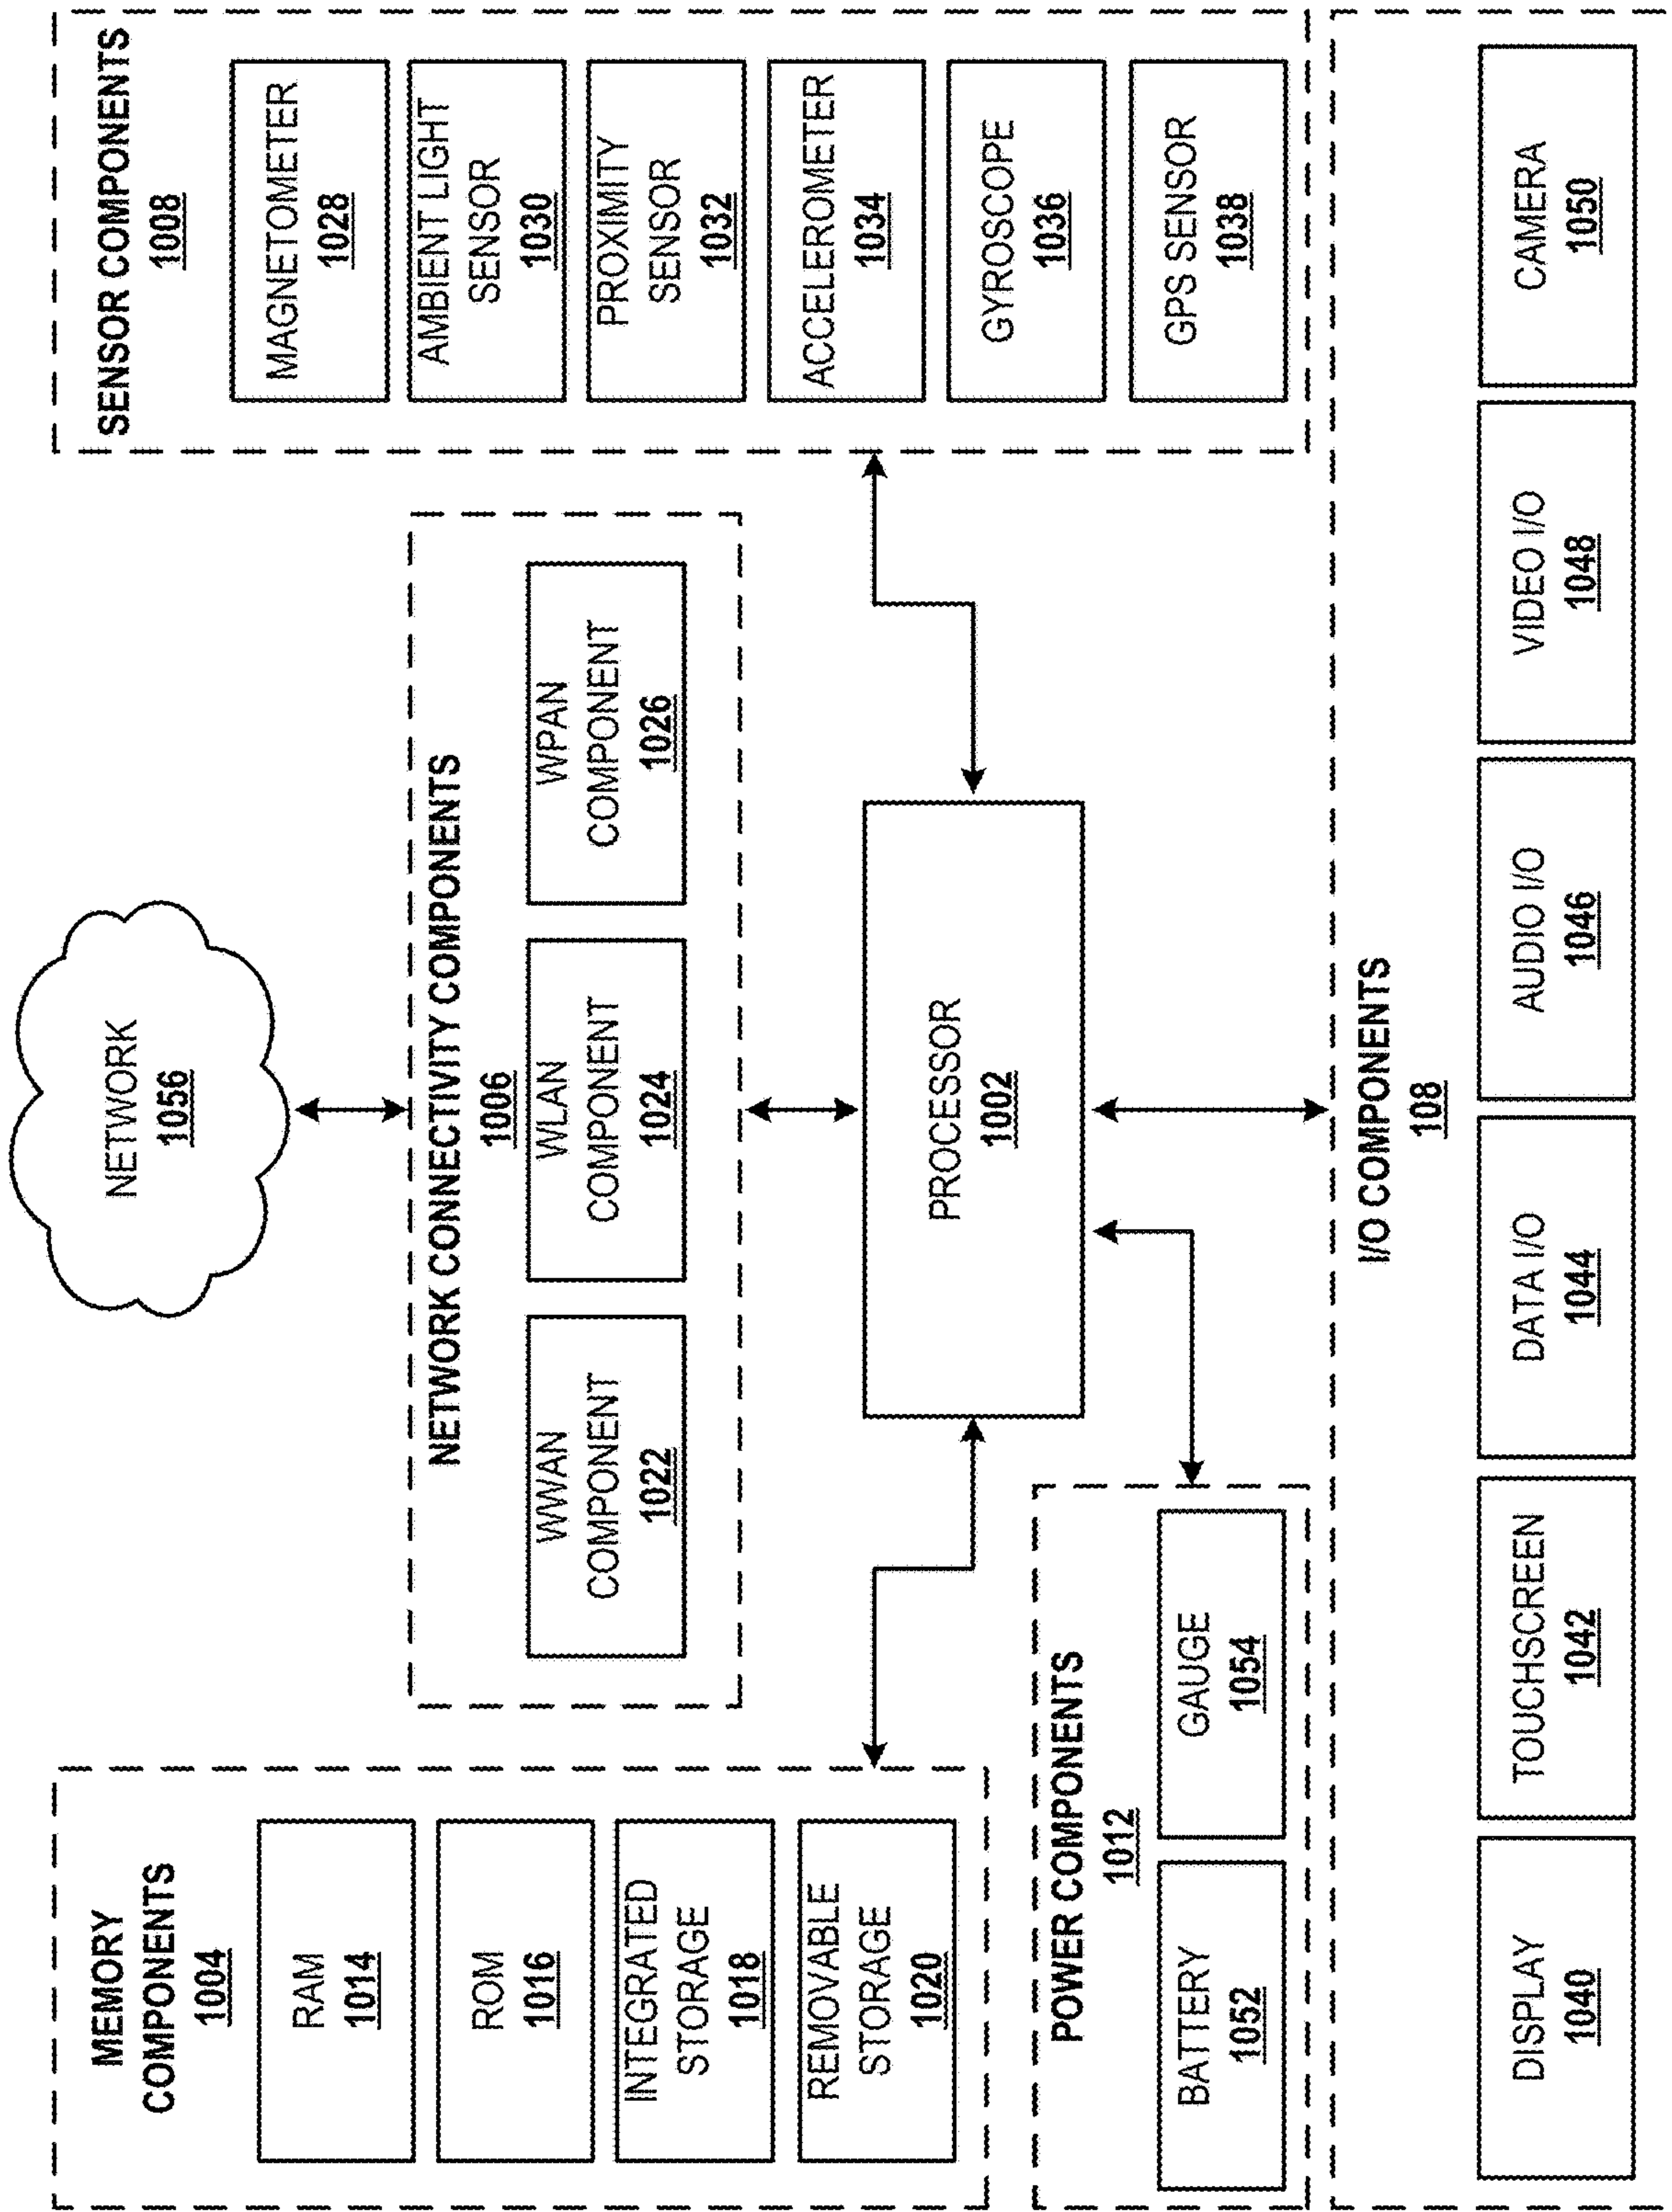 NETWORK
1056
MEMORY
COMPONENTS
1004
RAM
1014
ROM
1016
INTEGRATED
STORAGE
1018
REMOVABLE
STORAGE
1020
NETWORK CONNECTIVITY COMPONENTS
1006
WWAN
COMPONENT
1022
WLAN
COMPONENT
1024
WPAN
COMPONENT
1026
SENSOR COMPONENTS
1008
MAGNETOMETER
1028
AMBIENT LIGHT
SENSOR
1030
PROXIMITY
SENSOR
1032
ACCELEROMETER
1034
GYROSCOPE
1036
GPS SENSOR
1038
PROCESSOR
1002
POWER COMPONENTS
1012
BATTERY
1052
GAUGE
1054
I/O COMPONENTS
108
DISPLAY
1040
TOUCHSCREEN
1042
DATA I/O
1044
AUDIO I/O
1046
VIDEO I/O
1048
CAMERA
1050